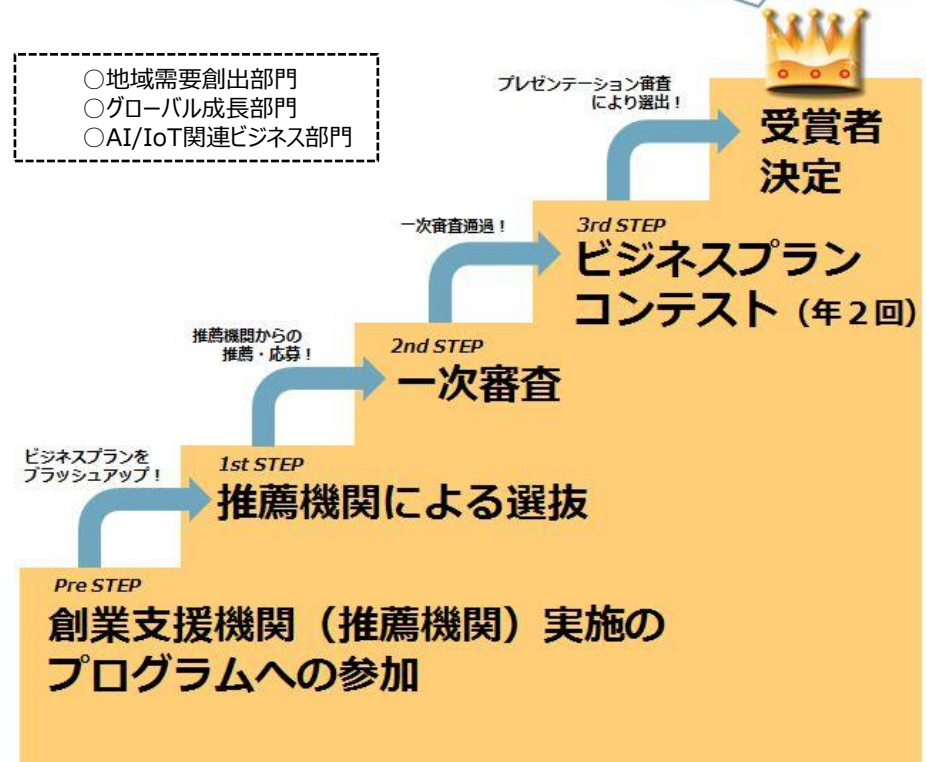 ○地域需要創出部門
○グローバル成長部門
○AI/IoT関連ビジネス部門
プレゼンテーション審査
により選出！
受賞者
決定
一次審査通過！
3rd STEP
ビジネスプラン
コンテスト（年２回）
推薦機関からの
推薦・応募！
2nd STEP
一次審査
ビジネスプランを
ブラッシュアップ！
1st STEP
推薦機関による選抜
Pre STEP
創業支援機関（推薦機関）実施の
プログラムへの参加